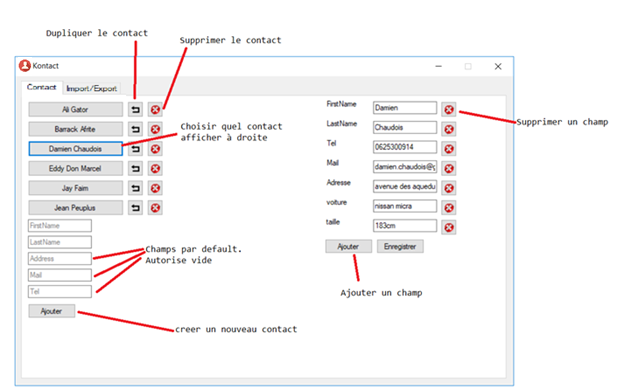 Dupliquer le contact
Supprimer le contact
Kontact
Contact Import/Export
Ali Gator
Barrack Afrite
Damien Chaudois
Eddy Don Marcel
Jay Faim
Jean Peuplus
Choisir quel contact
afficher à droite
FirstName
LastName
Address
Mail
Tel
Champs par default.
Autorise vide
Ajouter
creer un nouveau contact
FirstName Damien
LastName Chaudois
Tel 0625300914
Mail damien.chaudois@g
Adresse avenue des aquedu
voiture nissan micra
taille 183cm
Supprimer un champ
Ajouter Enregistrer
Ajouter un champ